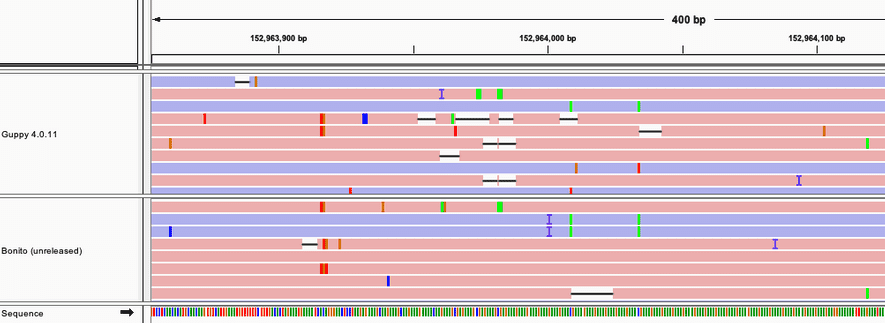 400 bp
152,963,900 bp 152,964,000 bp 152,964,100 bp
Guppy 4.0.11
Bonito (unreleased)
Sequence